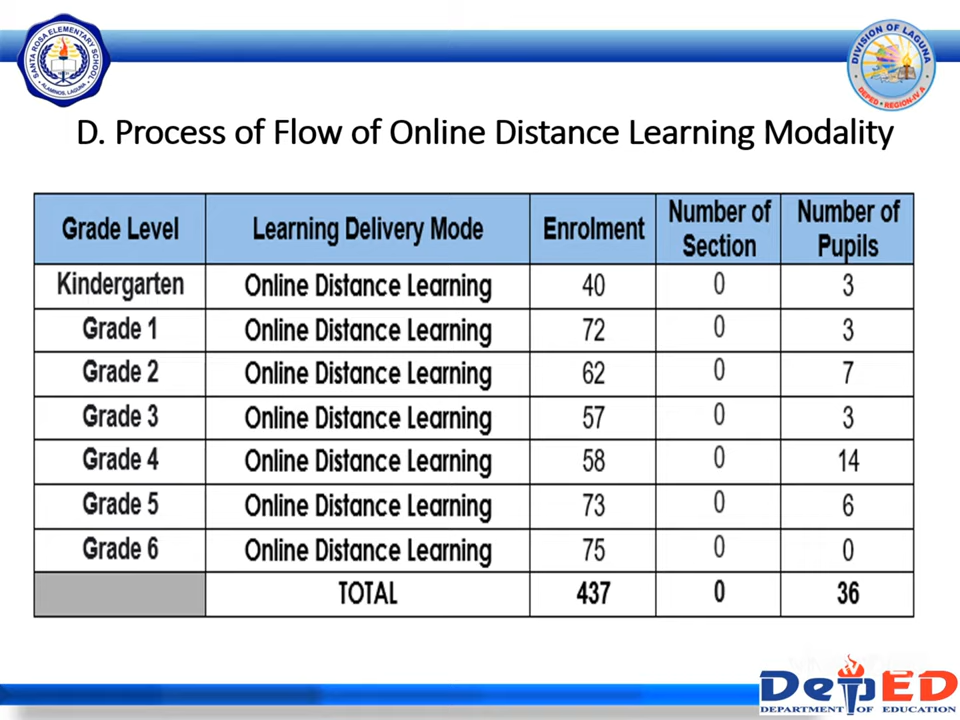 SANTA ROSA ELEMENTARY SCHOOL
ALAMINOS, LAGUNA
DIVISION OF LAGUNA
DEPED REGION-IV A
D. Process of Flow of Online Distance Learning Modality
Grade Level Learning Delivery Mode Enrolment Number of Section Number of Pupils
Kindergarten Online Distance Learning 40 0 3
Grade 1 Online Distance Learning 72 0 3
Grade 2 Online Distance Learning 62 0 7
Grade 3 Online Distance Learning 57 0 3
Grade 4 Online Distance Learning 58 0 14
Grade 5 Online Distance Learning 73 0 6
Grade 6 Online Distance Learning 75 0 0
TOTAL 437 0 36
DepED
DEPARTMENT OF EDUCATION